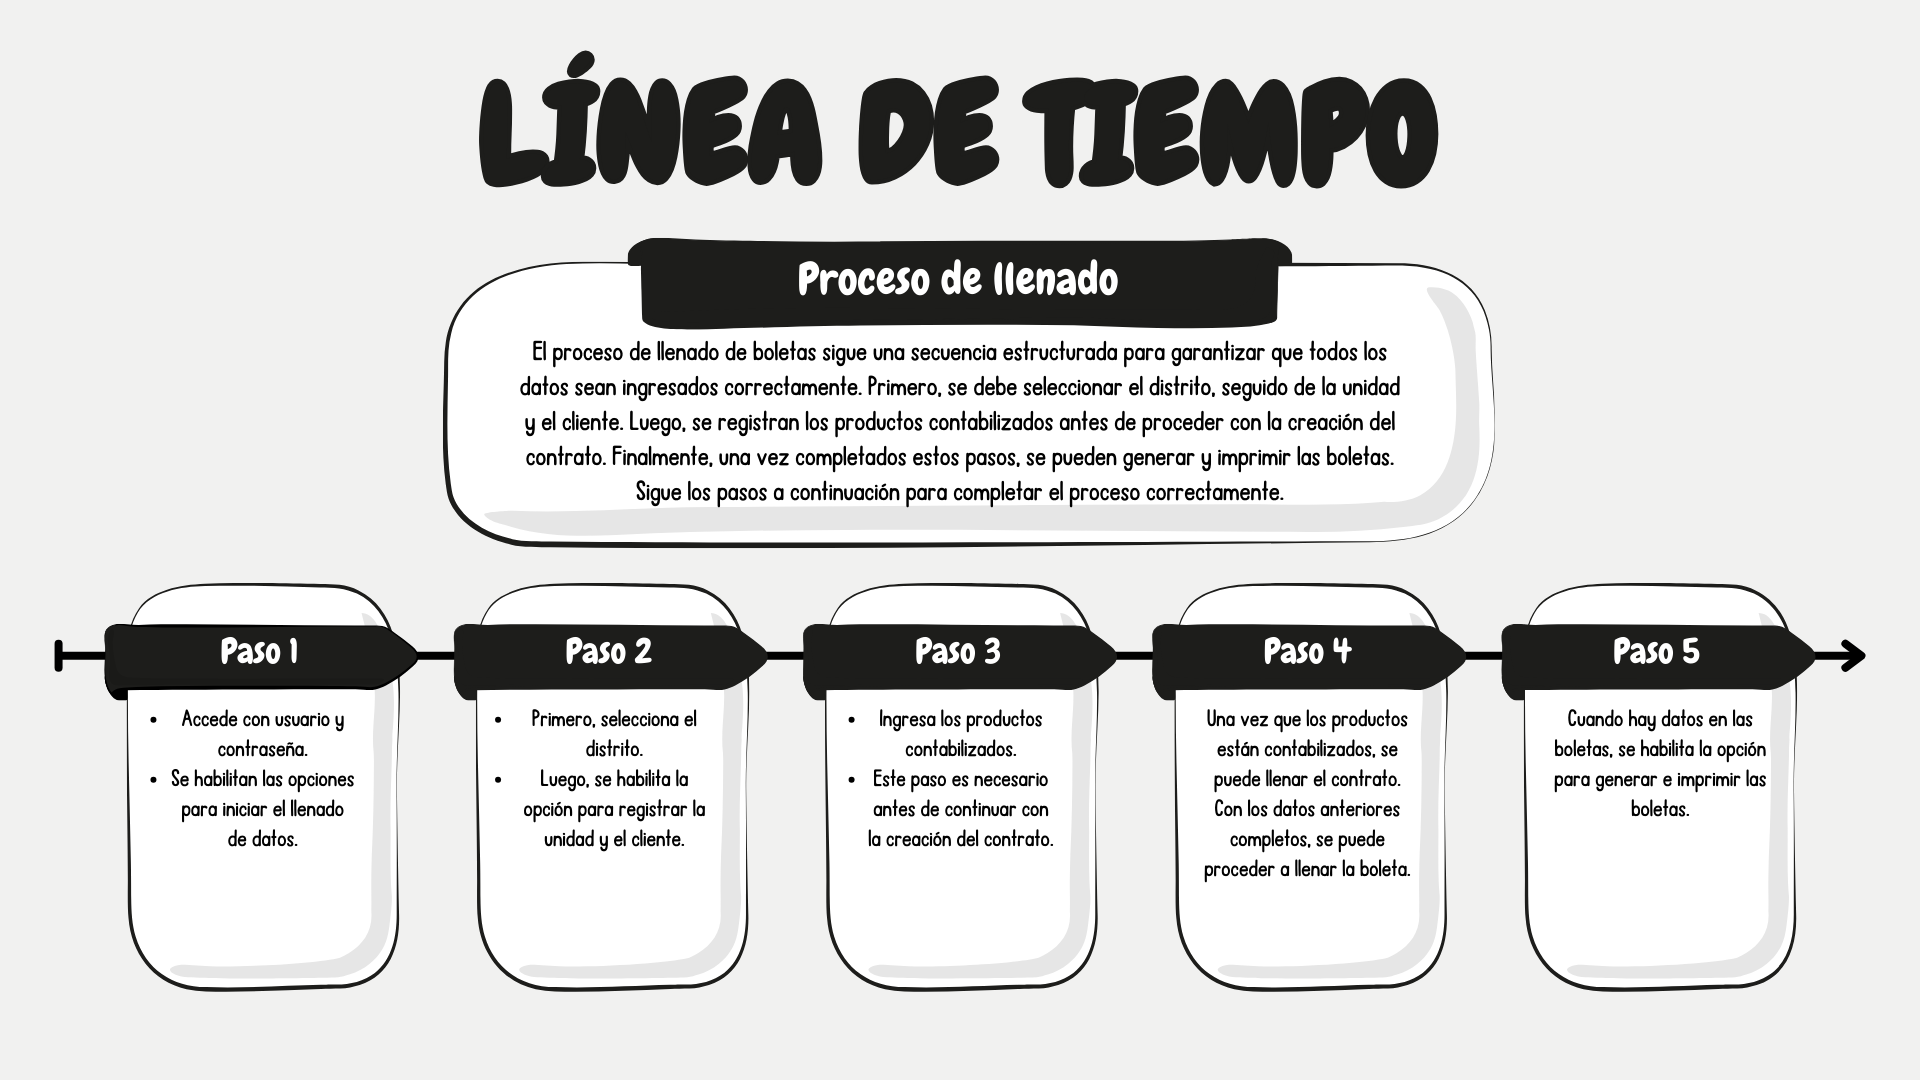 LÍNEA DE TIEMPO
Proceso de llenado
El proceso de llenado de boletas sigue una secuencia estructurada para garantizar que todos los
datos sean ingresados correctamente. Primero, se debe seleccionar el distrito, seguido de la unidad
y el cliente. Luego, se registran los productos contabilizados antes de proceder con la creación del
contrato. Finalmente, una vez completados estos pasos, se pueden generar y imprimir las boletas.
Sigue los pasos a continuación para completar el proceso correctamente.
Paso 1
• Accede con usuario y
contraseña.
• Se habilitan las opciones
para iniciar el llenado
de datos.
Paso 2
• Primero, selecciona el
distrito.
• Luego, se habilita la
opción para registrar la
unidad y el cliente.
Paso 3
• Ingresa los productos
contabilizados.
• Este paso es necesario
antes de continuar con
la creación del contrato.
Paso 4
Una vez que los productos
están contabilizados, se
puede llenar el contrato.
Con los datos anteriores
completos, se puede
proceder a llenar la boleta.
Paso 5
Cuando hay datos en las
boletas, se habilita la opción
para generar e imprimir las
boletas.